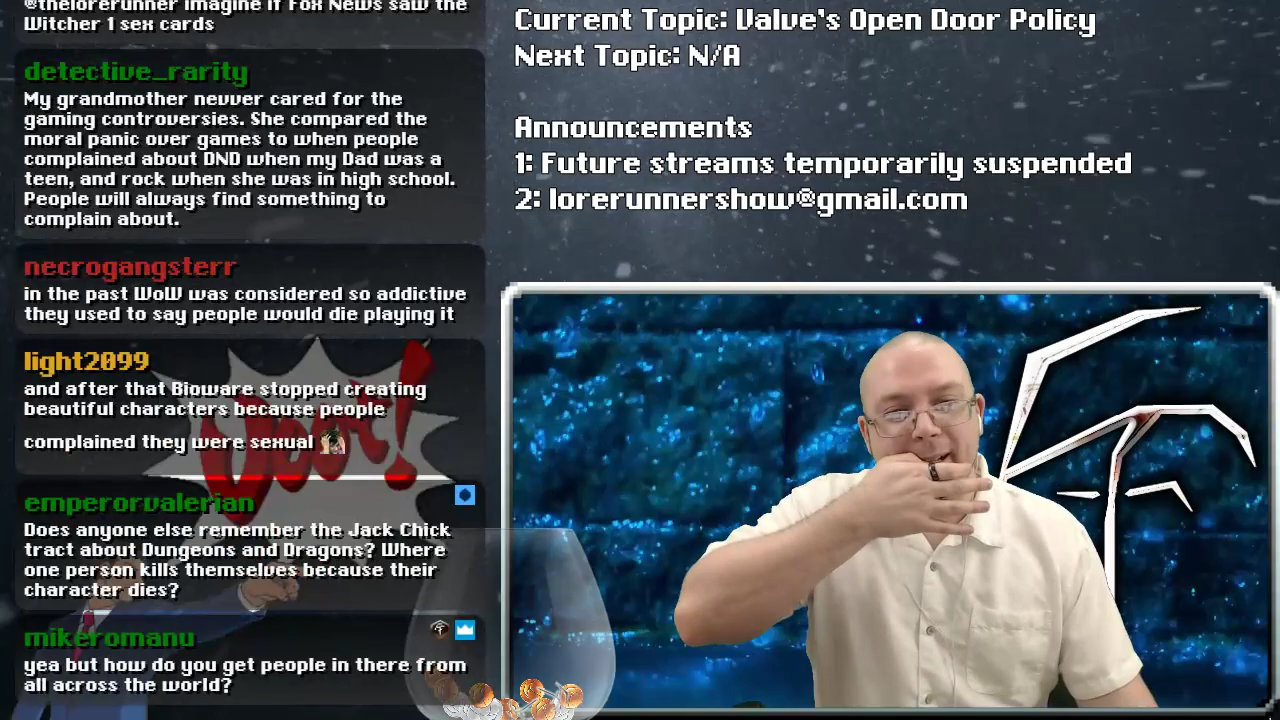 @thelorerunner imagine if Fox News saw the
Witcher 1 sex cards
detective_rarity
My grandmother nevver cared for the
gaming controversies. She compared the
moral panic over games to when people
complained about DND when my Dad was a
teen, and rock when she was in high school.
People will always find something to
complain about.
necrogangsterr
in the past WoW was considered so addictive
they used to say people would die playing it
light2099
and after that Bioware stopped creating
beautiful characters because people
complained they were sexual
emperorvalerian
Does anyone else remember the Jack Chick
tract about Dungeons and Dragons? Where
one person kills themselves because their
character dies?
mikeromanu
yea but how do you get people in there from
all across the world?
Current Topic: Valve's Open Door Policy
Next Topic: N/A
Announcements
1: Future streams temporarily suspended
2: lorerunnershow@gmail.com